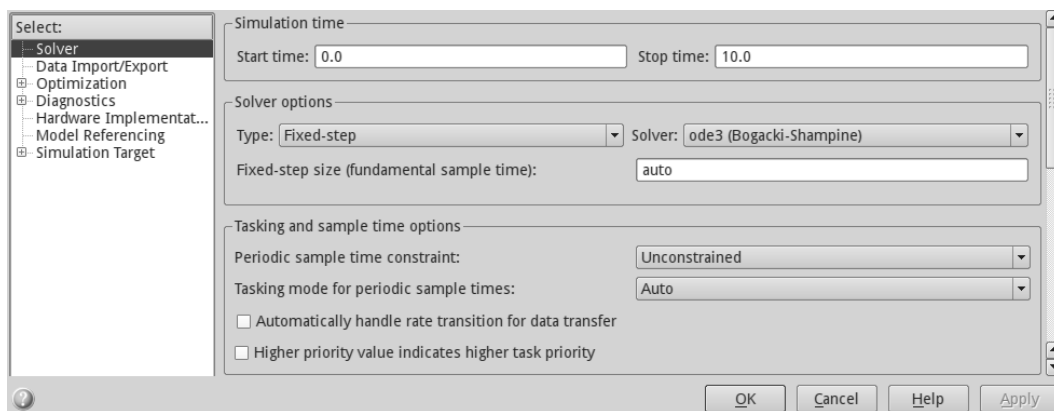 Select:
Solver
Data Import/Export
Optimization
Diagnostics
Hardware Implementat...
Model Referencing
Simulation Target
Simulation time
Start time: 0.0 Stop time: 10.0
Solver options
Type: Fixed-step Solver: ode3 (Bogacki-Shampine)
Fixed-step size (fundamental sample time): auto
Tasking and sample time options
Periodic sample time constraint: Unconstrained
Tasking mode for periodic sample times: Auto
Automatically handle rate transition for data transfer
Higher priority value indicates higher task priority
? OK Cancel Help Apply